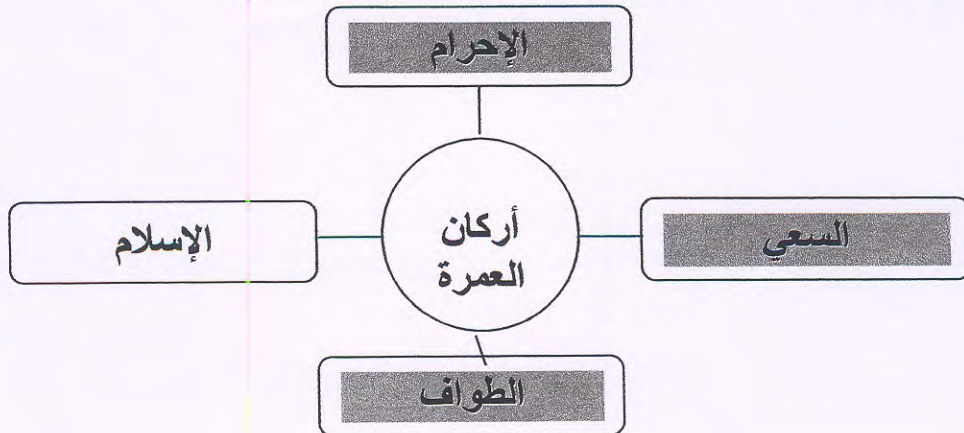 الإحرام
السعي
أركان
العمرة
الإسلام
الطواف